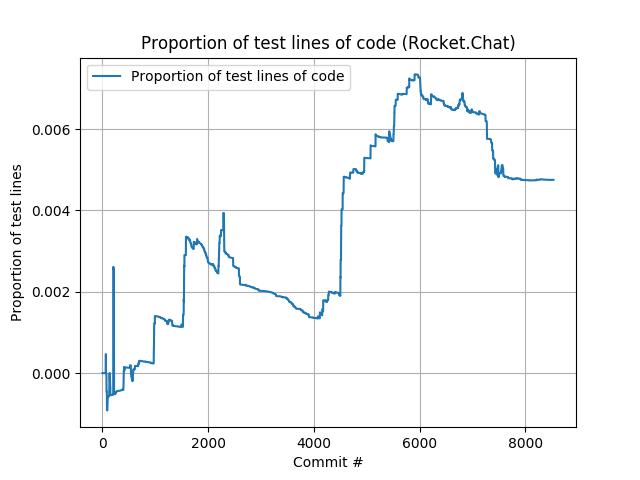 Proportion of test lines of code (Rocket.Chat)
Proportion of test lines of code
0.006
0.004
0.002
0.000
Proportion of test lines
0
2000
4000
6000
8000
Commit #